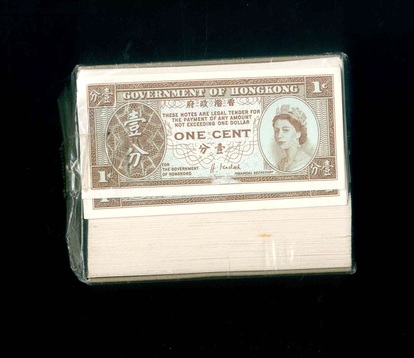 GOVERNMENT OF HONGKONG
1¢
府政港香
分壹
THESE NOTES ARE LEGAL TENDER FOR
THE PAYMENT OF ANY AMOUNT
NOT EXCEEDING ONE DOLLAR
壹分
ONE CENT
分壹
FOR
THE GOVERNMENT
OF HONGKONG
FINANCIAL SECRETARY
1¢
分壹